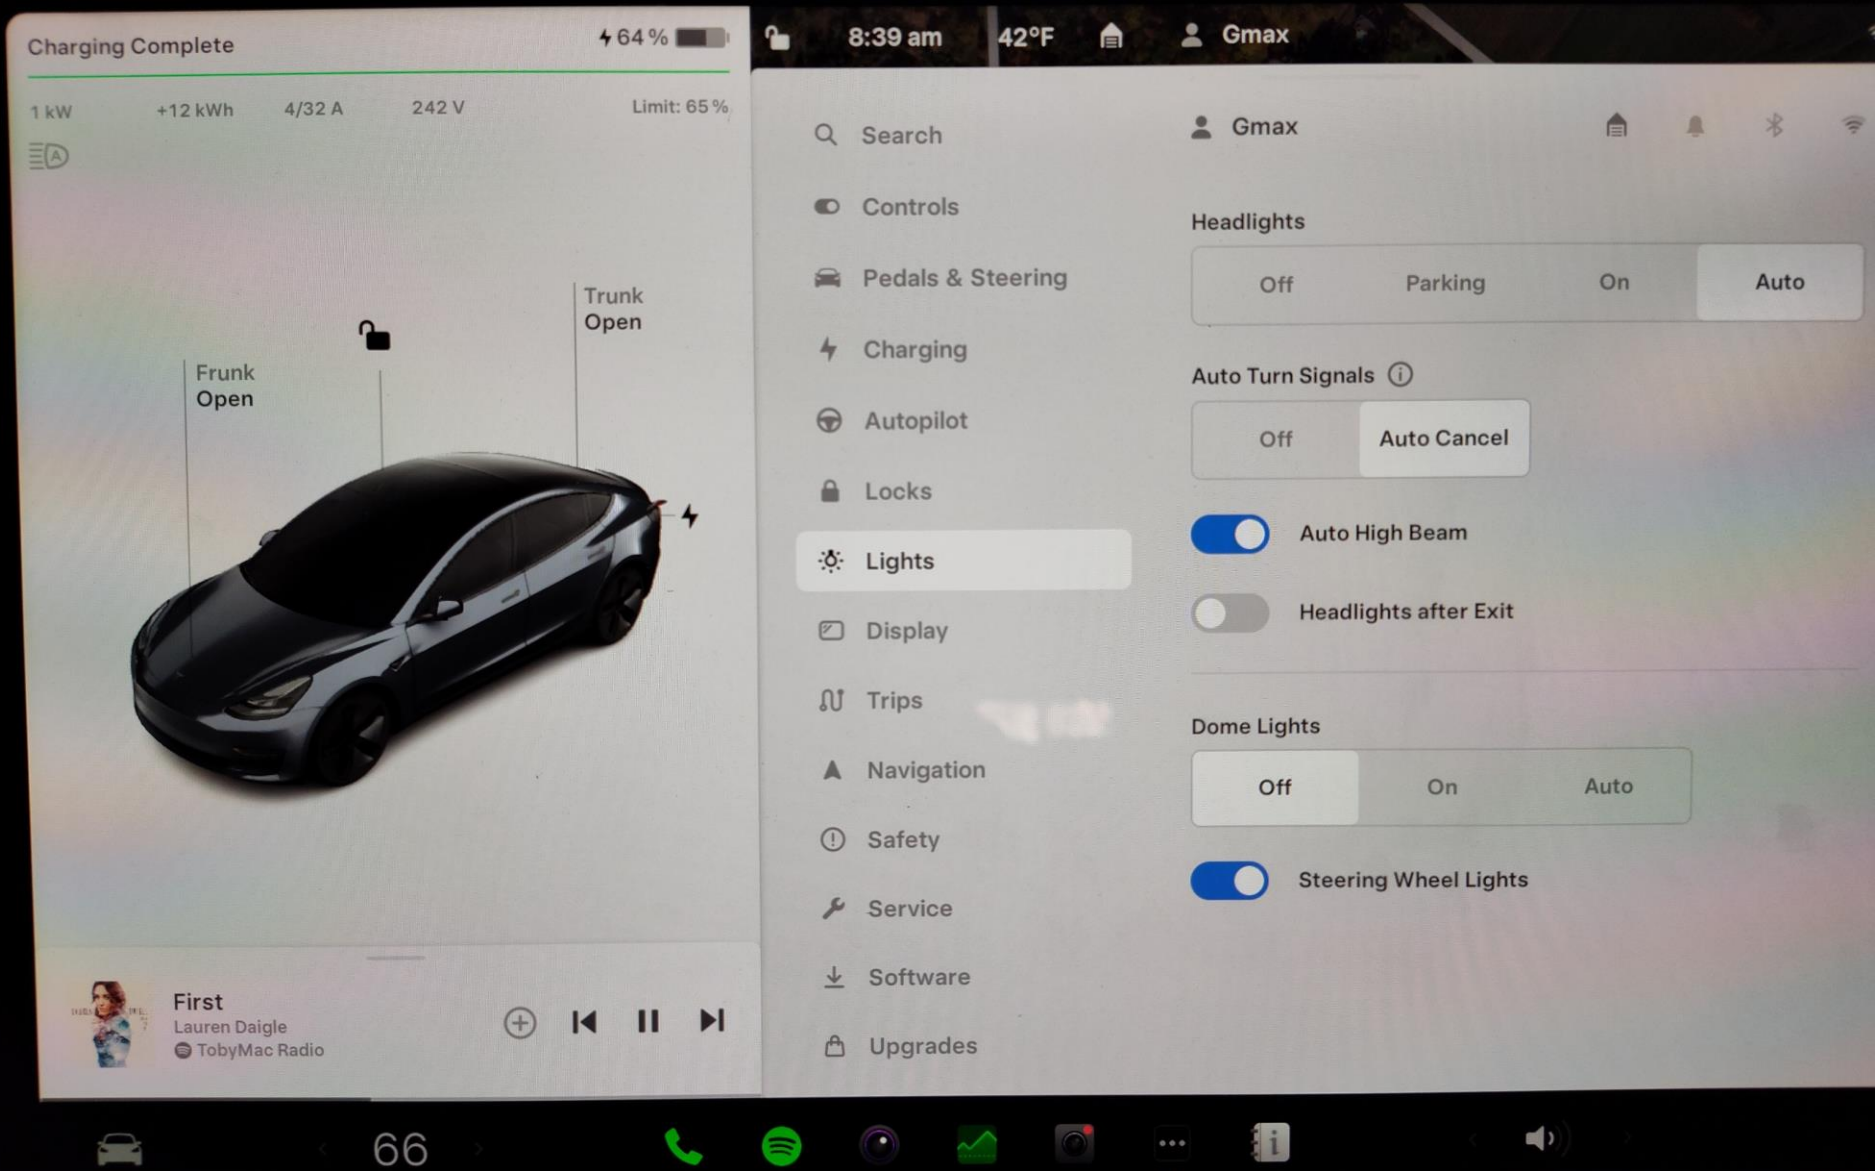 Charging Complete
64 %
1 kW
+12 kWh
4/32 A
242 V
Limit: 65 %
A
Trunk
Open
Frunk
Open
First
Lauren Daigle
TobyMac Radio
8:39 am
42°F
Gmax
Search
Controls
Pedals & Steering
Charging
Autopilot
Locks
Lights
Display
Trips
Navigation
Safety
Service
Software
Upgrades
Gmax
Headlights
Off
Parking
On
Auto
Auto Turn Signals
Off
Auto Cancel
Auto High Beam
Headlights after Exit
Dome Lights
Off
On
Auto
Steering Wheel Lights
66